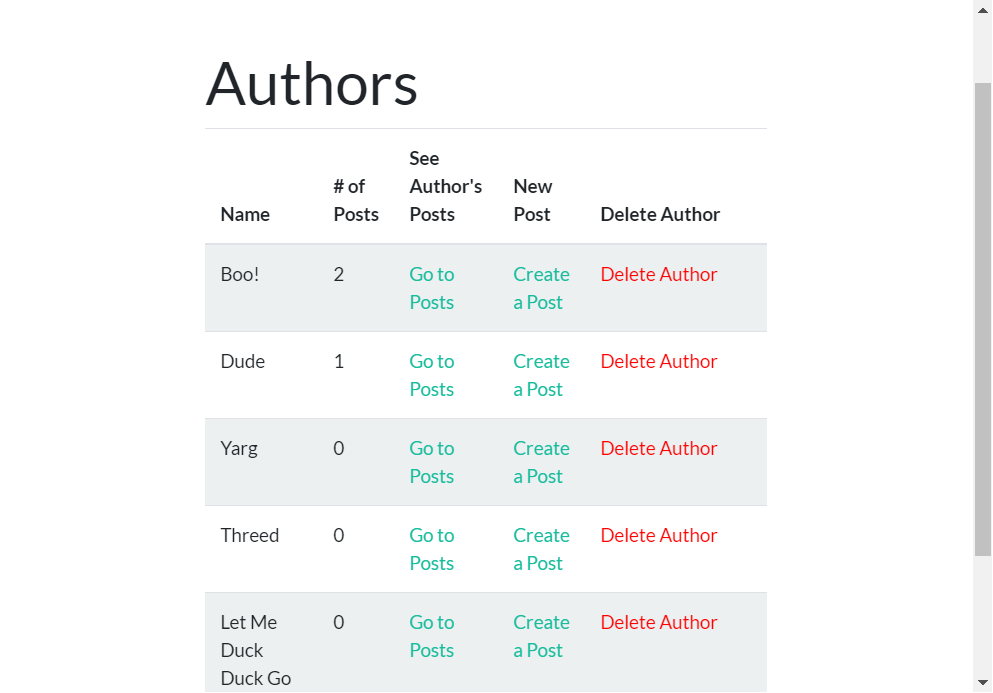 Authors
Name # of Posts See Author's Posts New Post Delete Author
Boo! 2 Go to Posts Create a Post Delete Author
Dude 1 Go to Posts Create a Post Delete Author
Yarg 0 Go to Posts Create a Post Delete Author
Threed 0 Go to Posts Create a Post Delete Author
Let Me Duck Duck Go 0 Go to Posts Create a Post Delete Author